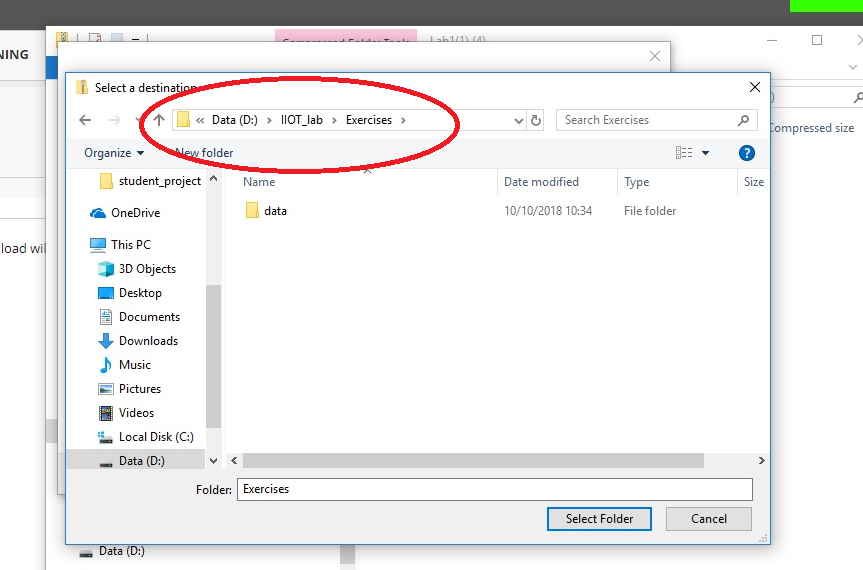 Compressed Folder Tools Lab1(1) (4)
NING
Select a destination
« Data (D:) > IIOT_lab > Exercises >
Search Exercises
Organize
New folder
?
Compressed size
student_project
OneDrive
This PC
3D Objects
Desktop
Documents
Downloads
Music
Pictures
Videos
Local Disk (C:)
Data (D:)
Name Date modified Type Size
data 10/10/2018 10:34 File folder
load wil
Folder: Exercises
Select Folder Cancel
Data (D:)